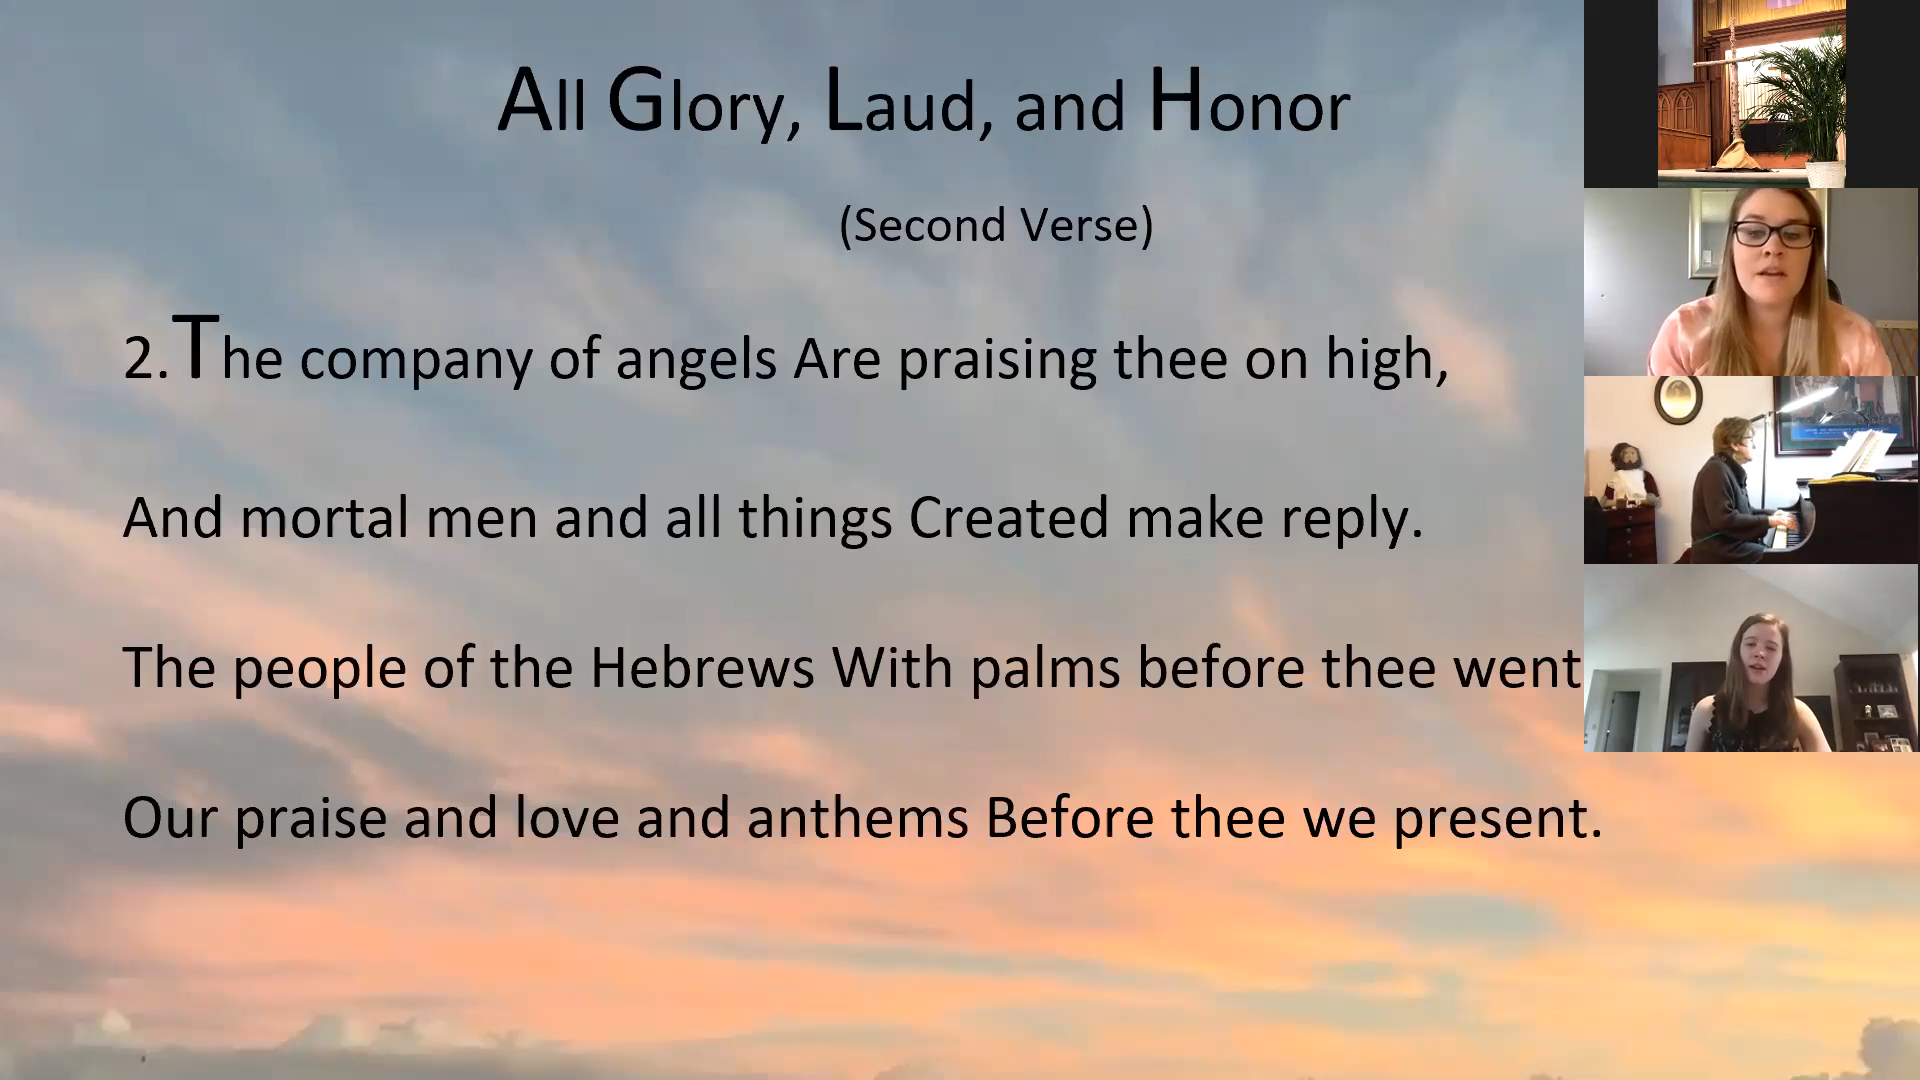 All Glory, Laud, and Honor
(Second Verse)
2.The company of angels Are praising thee on high,
And mortal men and all things Created make reply.
The people of the Hebrews With palms before thee went
Our praise and love and anthems Before thee we present.